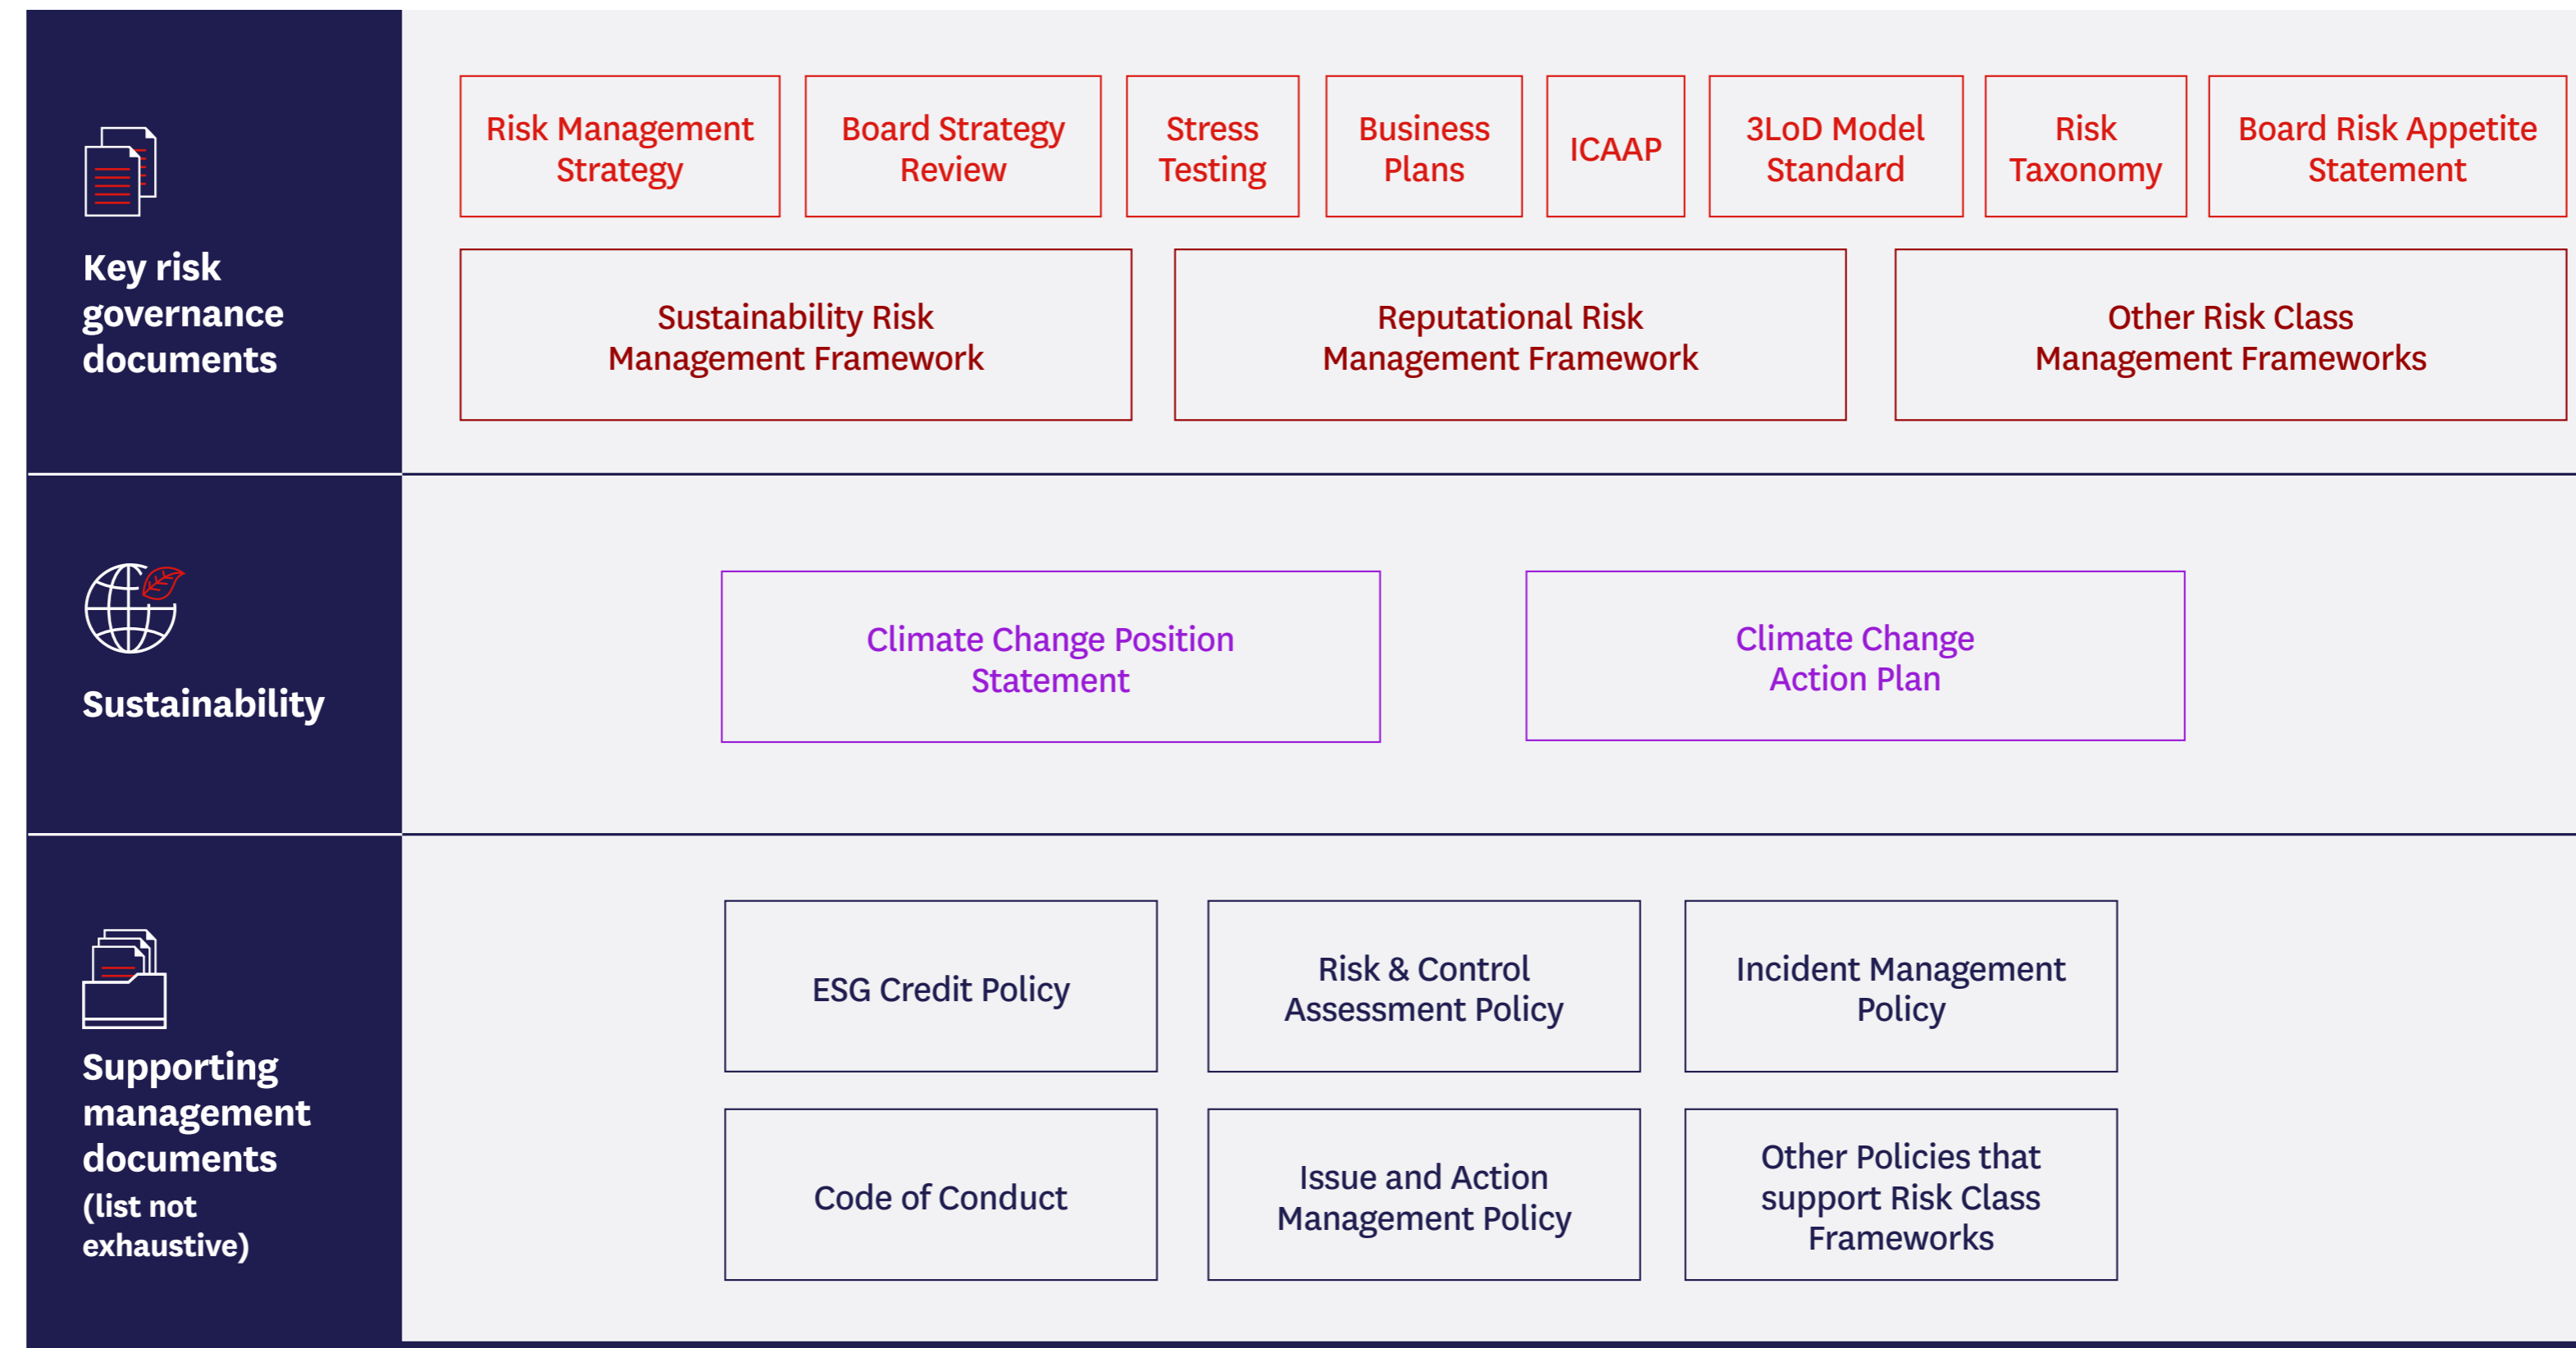 Key risk
governance
documents
Risk Management
Strategy
Board Strategy
Review
Stress
Testing
Business
Plans
ICAAP
3LoD Model
Standard
Risk
Taxonomy
Board Risk Appetite
Statement
Sustainability Risk
Management Framework
Reputational Risk
Management Framework
Other Risk Class
Management Frameworks
Sustainability
Climate Change Position
Statement
Climate Change
Action Plan
Supporting
management
documents
(list not
exhaustive)
ESG Credit Policy
Risk & Control
Assessment Policy
Incident Management
Policy
Code of Conduct
Issue and Action
Management Policy
Other Policies that
support Risk Class
Frameworks